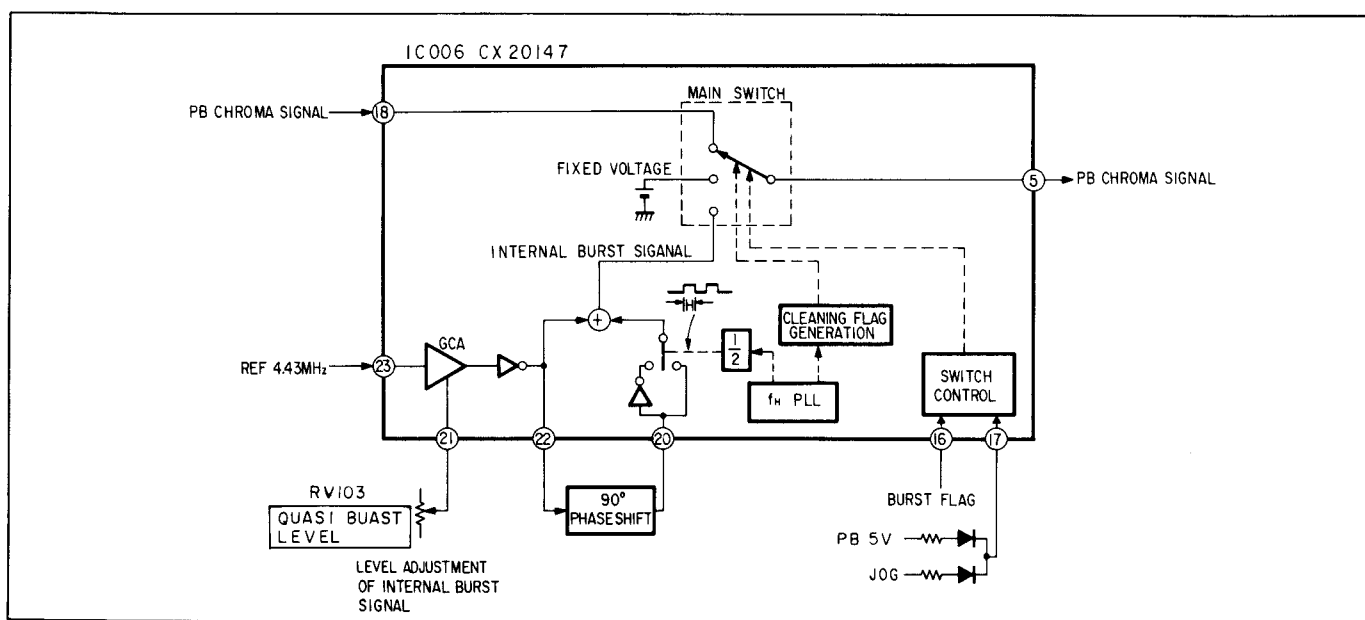 IC006 CX20147
PB CHROMA SIGNAL
18
MAIN SWITCH
FIXED VOLTAGE
5
PB CHROMA SIGNAL
INTERNAL BURST SIGANAL
H
CLEANING FLAG
GENERATION
+
GCA
1
2
REF 4.43MHz
23
fH PLL
SWITCH
CONTROL
21
22
20
16
17
RV103
QUASI BUAST
LEVEL
90°
PHASESHIFT
BURST FLAG
PB 5V
JOG
LEVEL ADJUSTMENT
OF INTERNAL BURST
SIGNAL